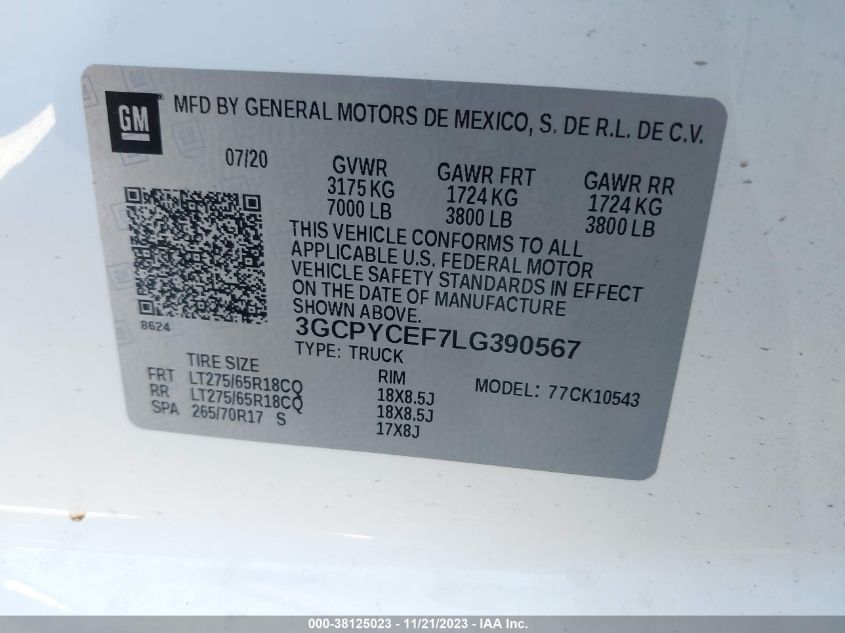 GM
MFD BY GENERAL MOTORS DE MEXICO, S. DE R.L. DE C.V.
07/20
GVWR
3175 KG
7000 LB
GAWR FRT
1724 KG
3800 LB
GAWR RR
1724 KG
3800 LB
THIS VEHICLE CONFORMS TO ALL
APPLICABLE U.S. FEDERAL MOTOR
VEHICLE SAFETY STANDARDS IN EFFECT
ON THE DATE OF MANUFACTURE
SHOWN ABOVE.
8624
3GCPYCEF7LG390567
TYPE: TRUCK
MODEL: 77CK10543
TIRE SIZE RIM
FRT LT275/65R18CQ 18X8.5J
RR LT275/65R18CQ 18X8.5J
SPA 265/70R17 S 17X8J
000-38125023 - 11/21/2023 - IAA Inc.